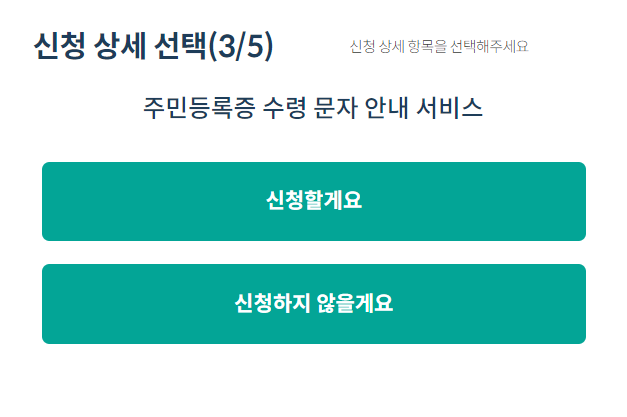 신청 상세 선택(3/5)
신청 상세 항목을 선택해주세요
주민등록증 수령 문자 안내 서비스
신청할게요
신청하지 않을게요